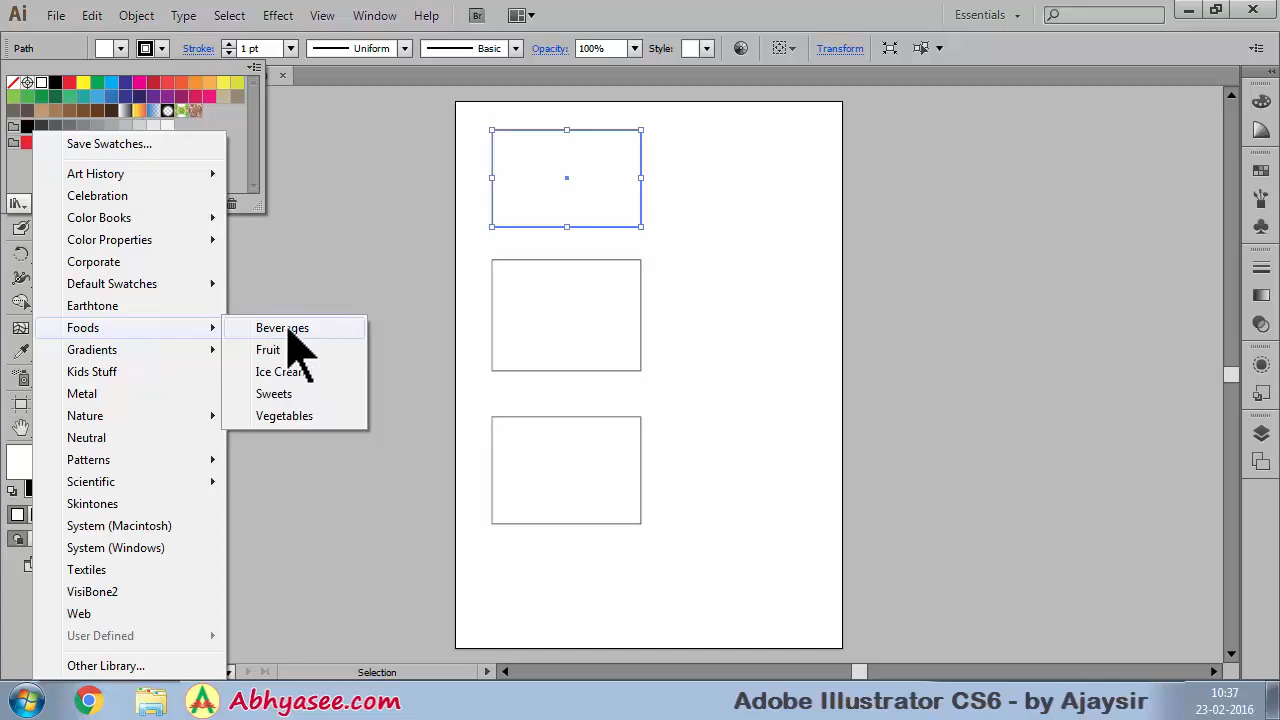 Ai File Edit Object Type Select Effect View Window Help Br Essentials
Path Stroke: 1 pt Uniform Basic Opacity: 100% Style: Transform
Save Swatches...
Art History
Celebration
Color Books
Color Properties
Corporate
Default Swatches
Earthtone
Foods Beverages
Gradients Fruit
Kids Stuff Ice Cream
Metal Sweets
Nature Vegetables
Neutral
Patterns
Scientific
Skintones
System (Macintosh)
System (Windows)
Textiles
VisiBone2
Web
User Defined
Other Library...
Selection
Abhyasee.com Adobe Illustrator CS6 - by Ajaysir 10:37
23-02-2016